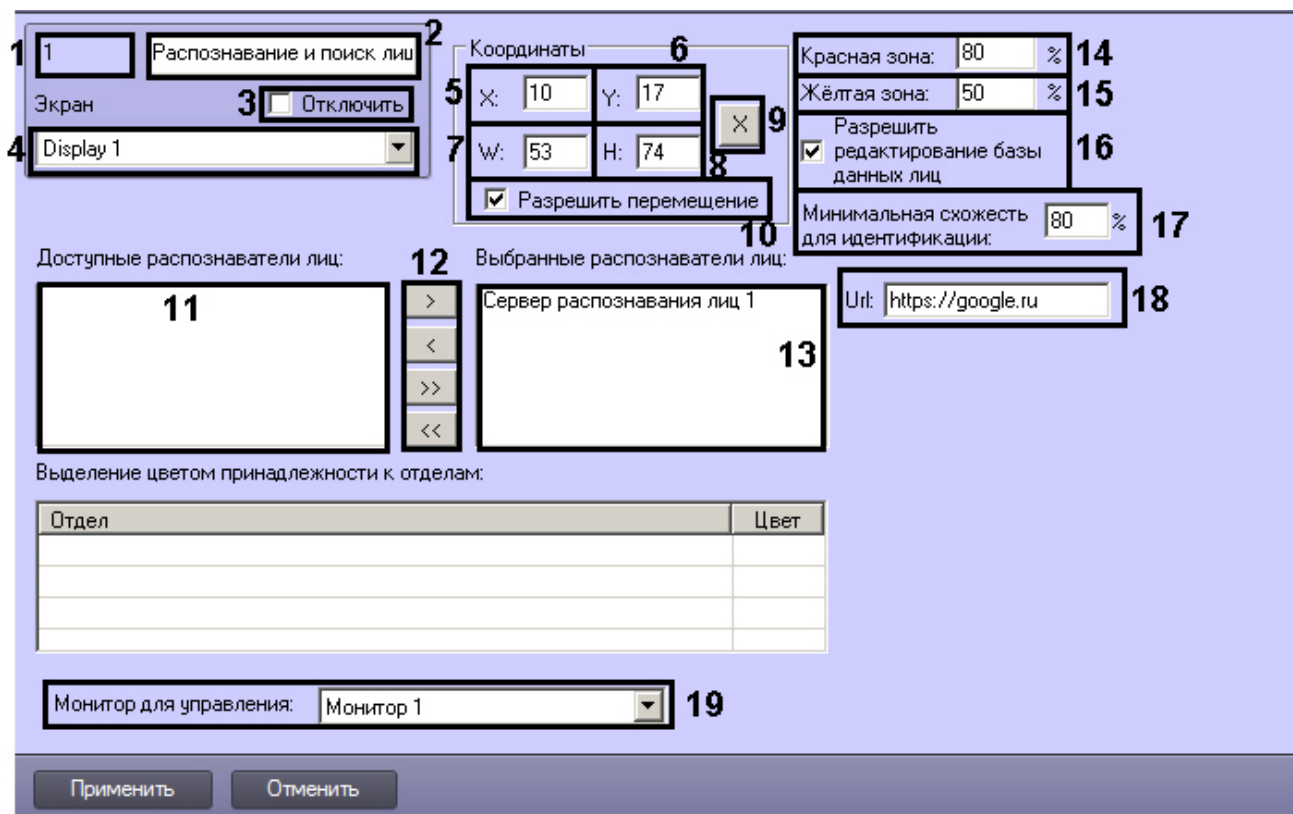 1 1 Распознавание и поиск лиц 2
Экран 3 Отключить
4 Display 1
Координаты 6
5 X: 10 Y: 17
9 X
7 W: 53 H: 74 8
Разрешить перемещение
10
Красная зона: 80 % 14
Жёлтая зона: 50 % 15
Разрешить
редактирование базы
данных лиц
16
Минимальная схожесть
для идентификации: 80 % 17
Доступные распознаватели лиц: 12 Выбранные распознаватели лиц:
11
>
<
>>
<<
Сервер распознавания лиц 1
13
Url: https://google.ru 18
Выделение цветом принадлежности к отделам:
Отдел Цвет
Монитор для управления: Монитор 1 19
Применить Отменить